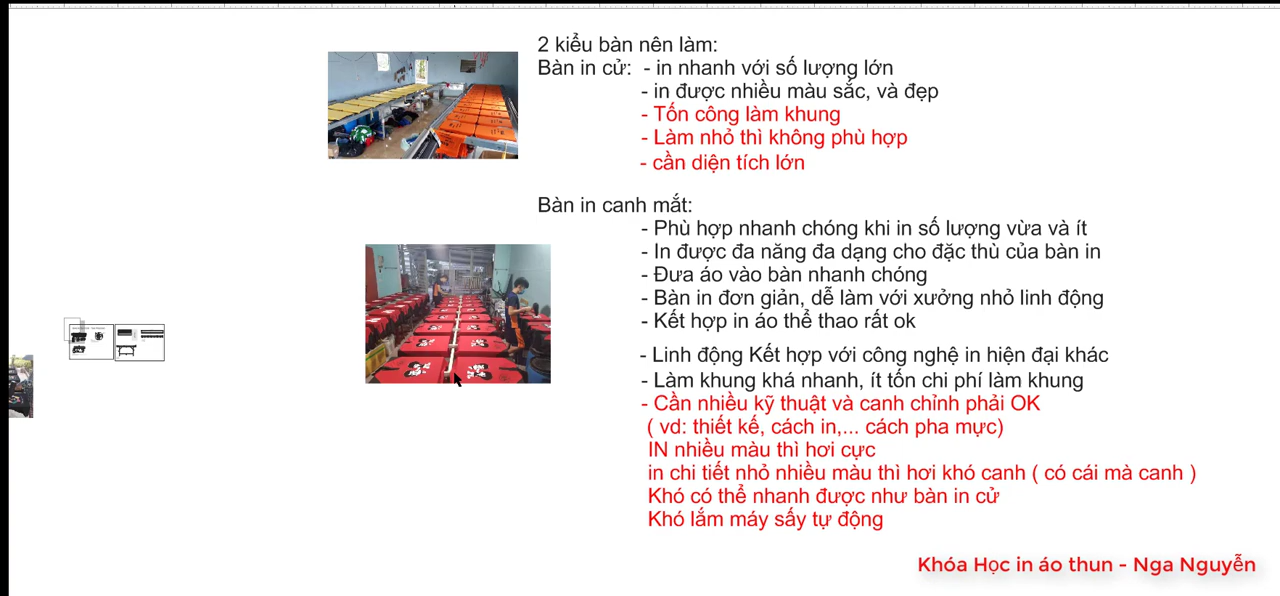 2 kiểu bàn nên làm:
Bàn in cử: - in nhanh với số lượng lớn
- in được nhiều màu sắc, và đẹp
- Tốn công làm khung
- Làm nhỏ thì không phù hợp
- cần diện tích lớn
Bàn in canh mắt:
- Phù hợp nhanh chóng khi in số lượng vừa và ít
- In được đa năng đa dạng cho đặc thù của bàn in
- Đưa áo vào bàn nhanh chóng
- Bàn in đơn giản, dễ làm với xưởng nhỏ linh động
- Kết hợp in áo thể thao rất ok
- Linh động Kết hợp với công nghệ in hiện đại khác
- Làm khung khá nhanh, ít tốn chi phí làm khung
- Cần nhiều kỹ thuật và canh chỉnh phải OK
( vd: thiết kế, cách in,... cách pha mực)
IN nhiều màu thì hơi cực
in chi tiết nhỏ nhiều màu thì hơi khó canh ( có cái mà canh )
Khó có thể nhanh được như bàn in cử
Khó lắm máy sấy tự động
Khóa Học in áo thun - Nga Nguyễn